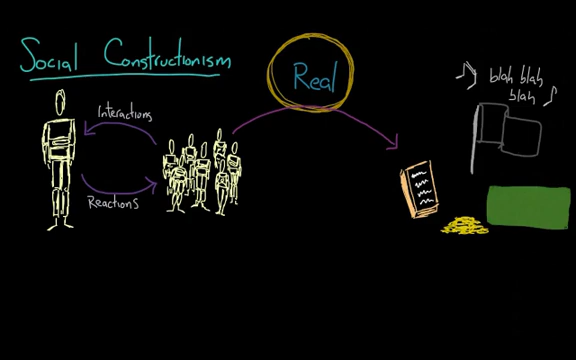 Social Constructionism
Real
blah blah
blah
Interactions
Reactions